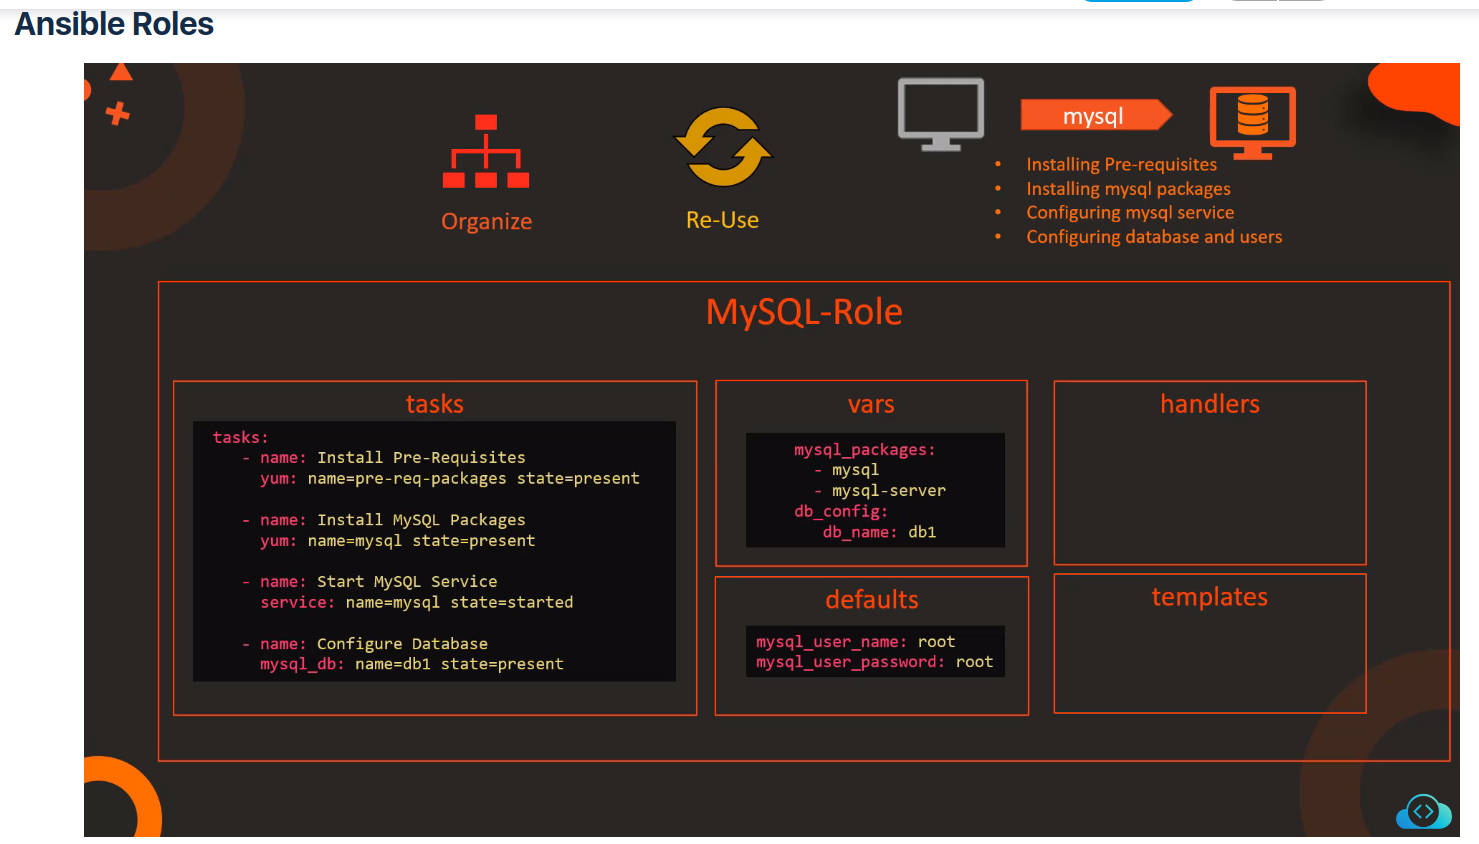 Ansible Roles
Organize
Re-Use
mysql
• Installing Pre-requisites
• Installing mysql packages
• Configuring mysql service
• Configuring database and users
MySQL-Role
tasks
tasks:
- name: Install Pre-Requisites
yum: name=pre-req-packages state=present
- name: Install MySQL Packages
yum: name=mysql state=present
- name: Start MySQL Service
service: name=mysql state=started
- name: Configure Database
mysql_db: name=db1 state=present
vars
mysql_packages:
- mysql
- mysql-server
db_config:
db_name: db1
defaults
mysql_user_name: root
mysql_user_password: root
handlers
templates